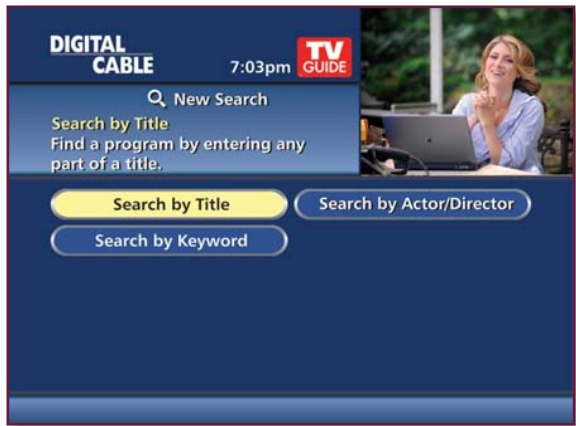 DIGITAL
CABLE
7:03pm
TV
GUIDE
New Search
Search by Title
Find a program by entering any
part of a title.
Search by Title
Search by Actor/Director
Search by Keyword